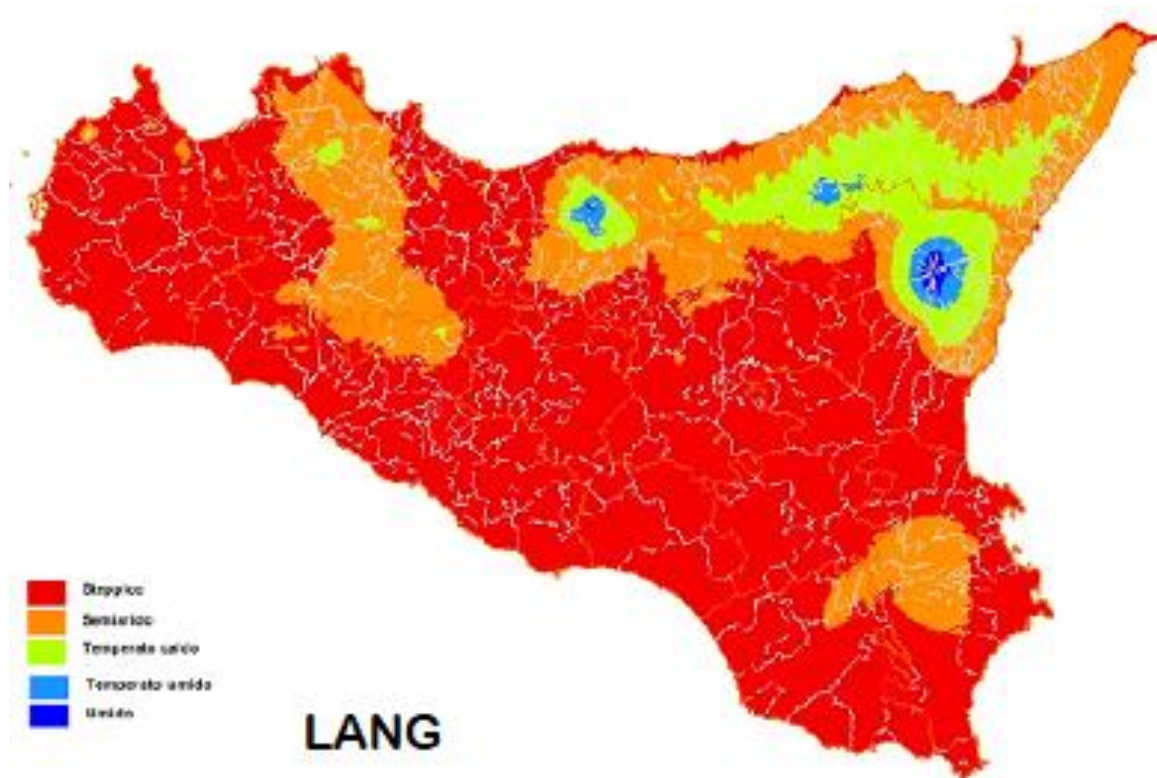 Steppico
Semiarido
Temperato caldo
Temperato umido
Umido
LANG